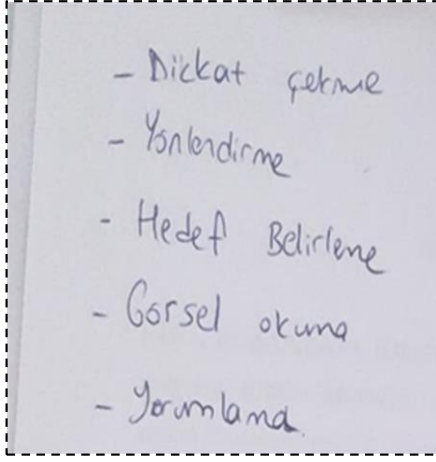 - Dikkat çekme
- Yönlendirme
- Hedef Belirleme
- Görsel okuma
- Yorumlama